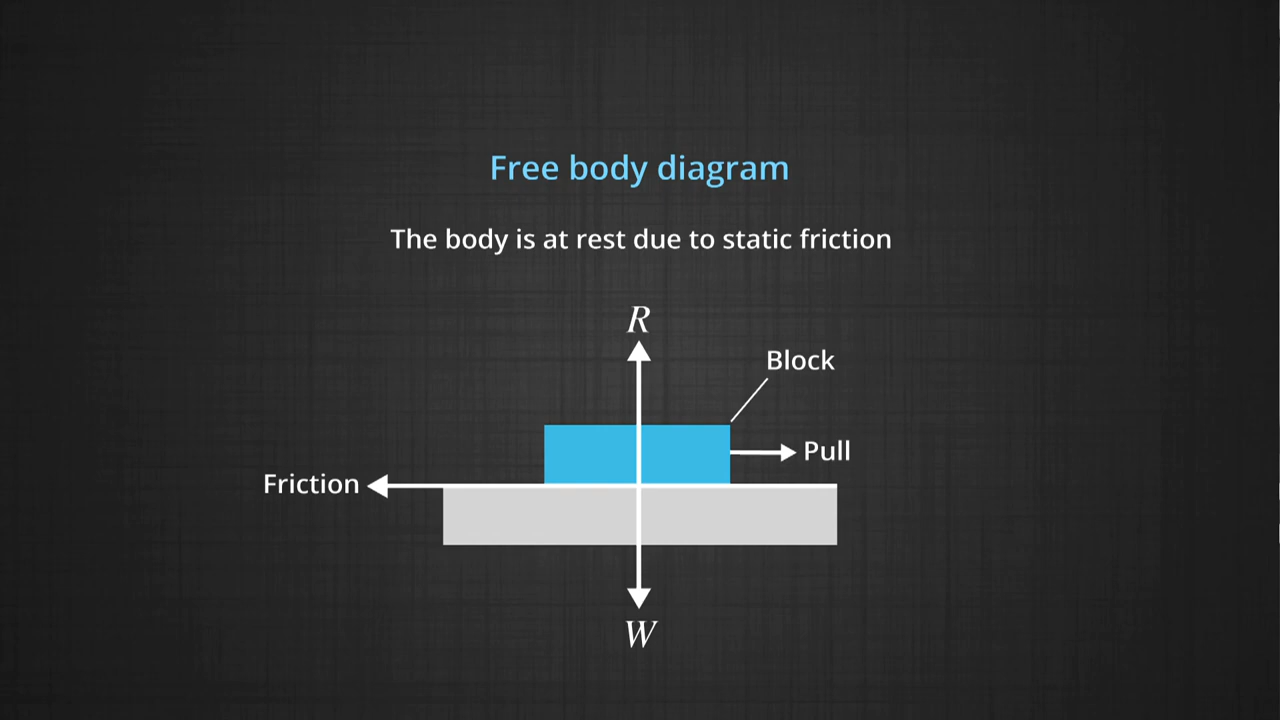 Free body diagram
The body is at rest due to static friction
R
Block
Pull
Friction
W